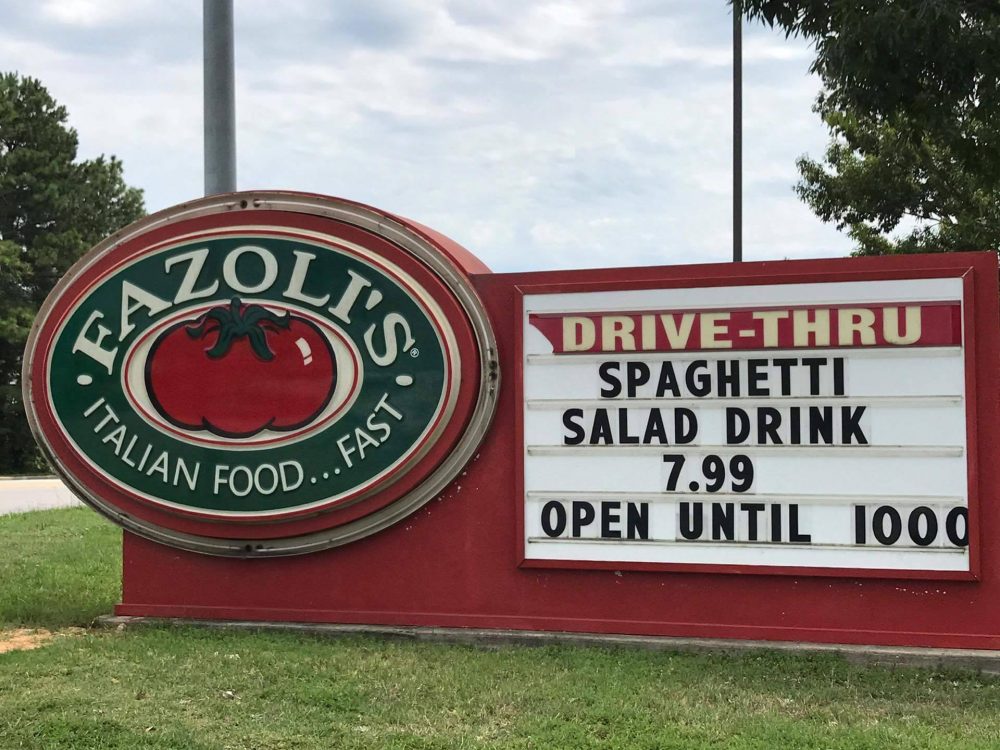 FAZOLI'S®
ITALIAN FOOD...FAST
DRIVE-THRU
SPAGHETTI
SALAD DRINK
7.99
OPEN UNTIL 1000